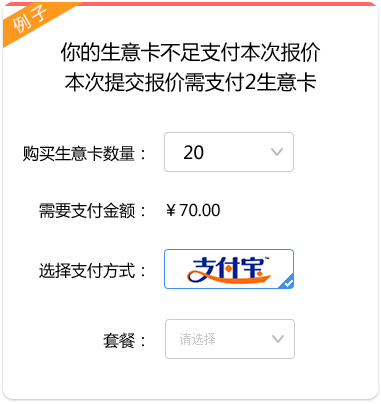 例子
你的生意卡不足支付本次报价
本次提交报价需支付2生意卡
购买生意卡数量： 20
需要支付金额： ¥70.00
选择支付方式： 支付宝™
套餐： 请选择